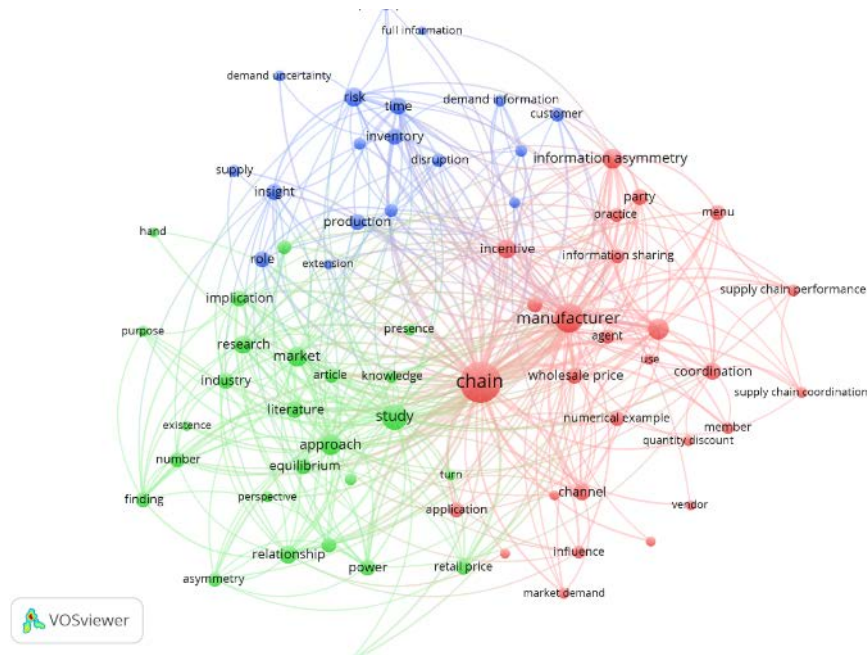 full information
demand uncertainty
risk
time
demand information
customer
inventory
disruption
information asymmetry
supply
insight
party
practice
menu
production
hand
incentive
information sharing
role
extension
supply chain performance
implication
manufacturer
purpose
presence
agent
research
market
use
industry
article
knowledge
chain
wholesale price
coordination
supply chain coordination
literature
study
numerical example
member
existence
approach
quantity discount
number
equilibrium
turn
finding
perspective
channel
vendor
application
relationship
influence
asymmetry
power
retail price
market demand
VOSviewer